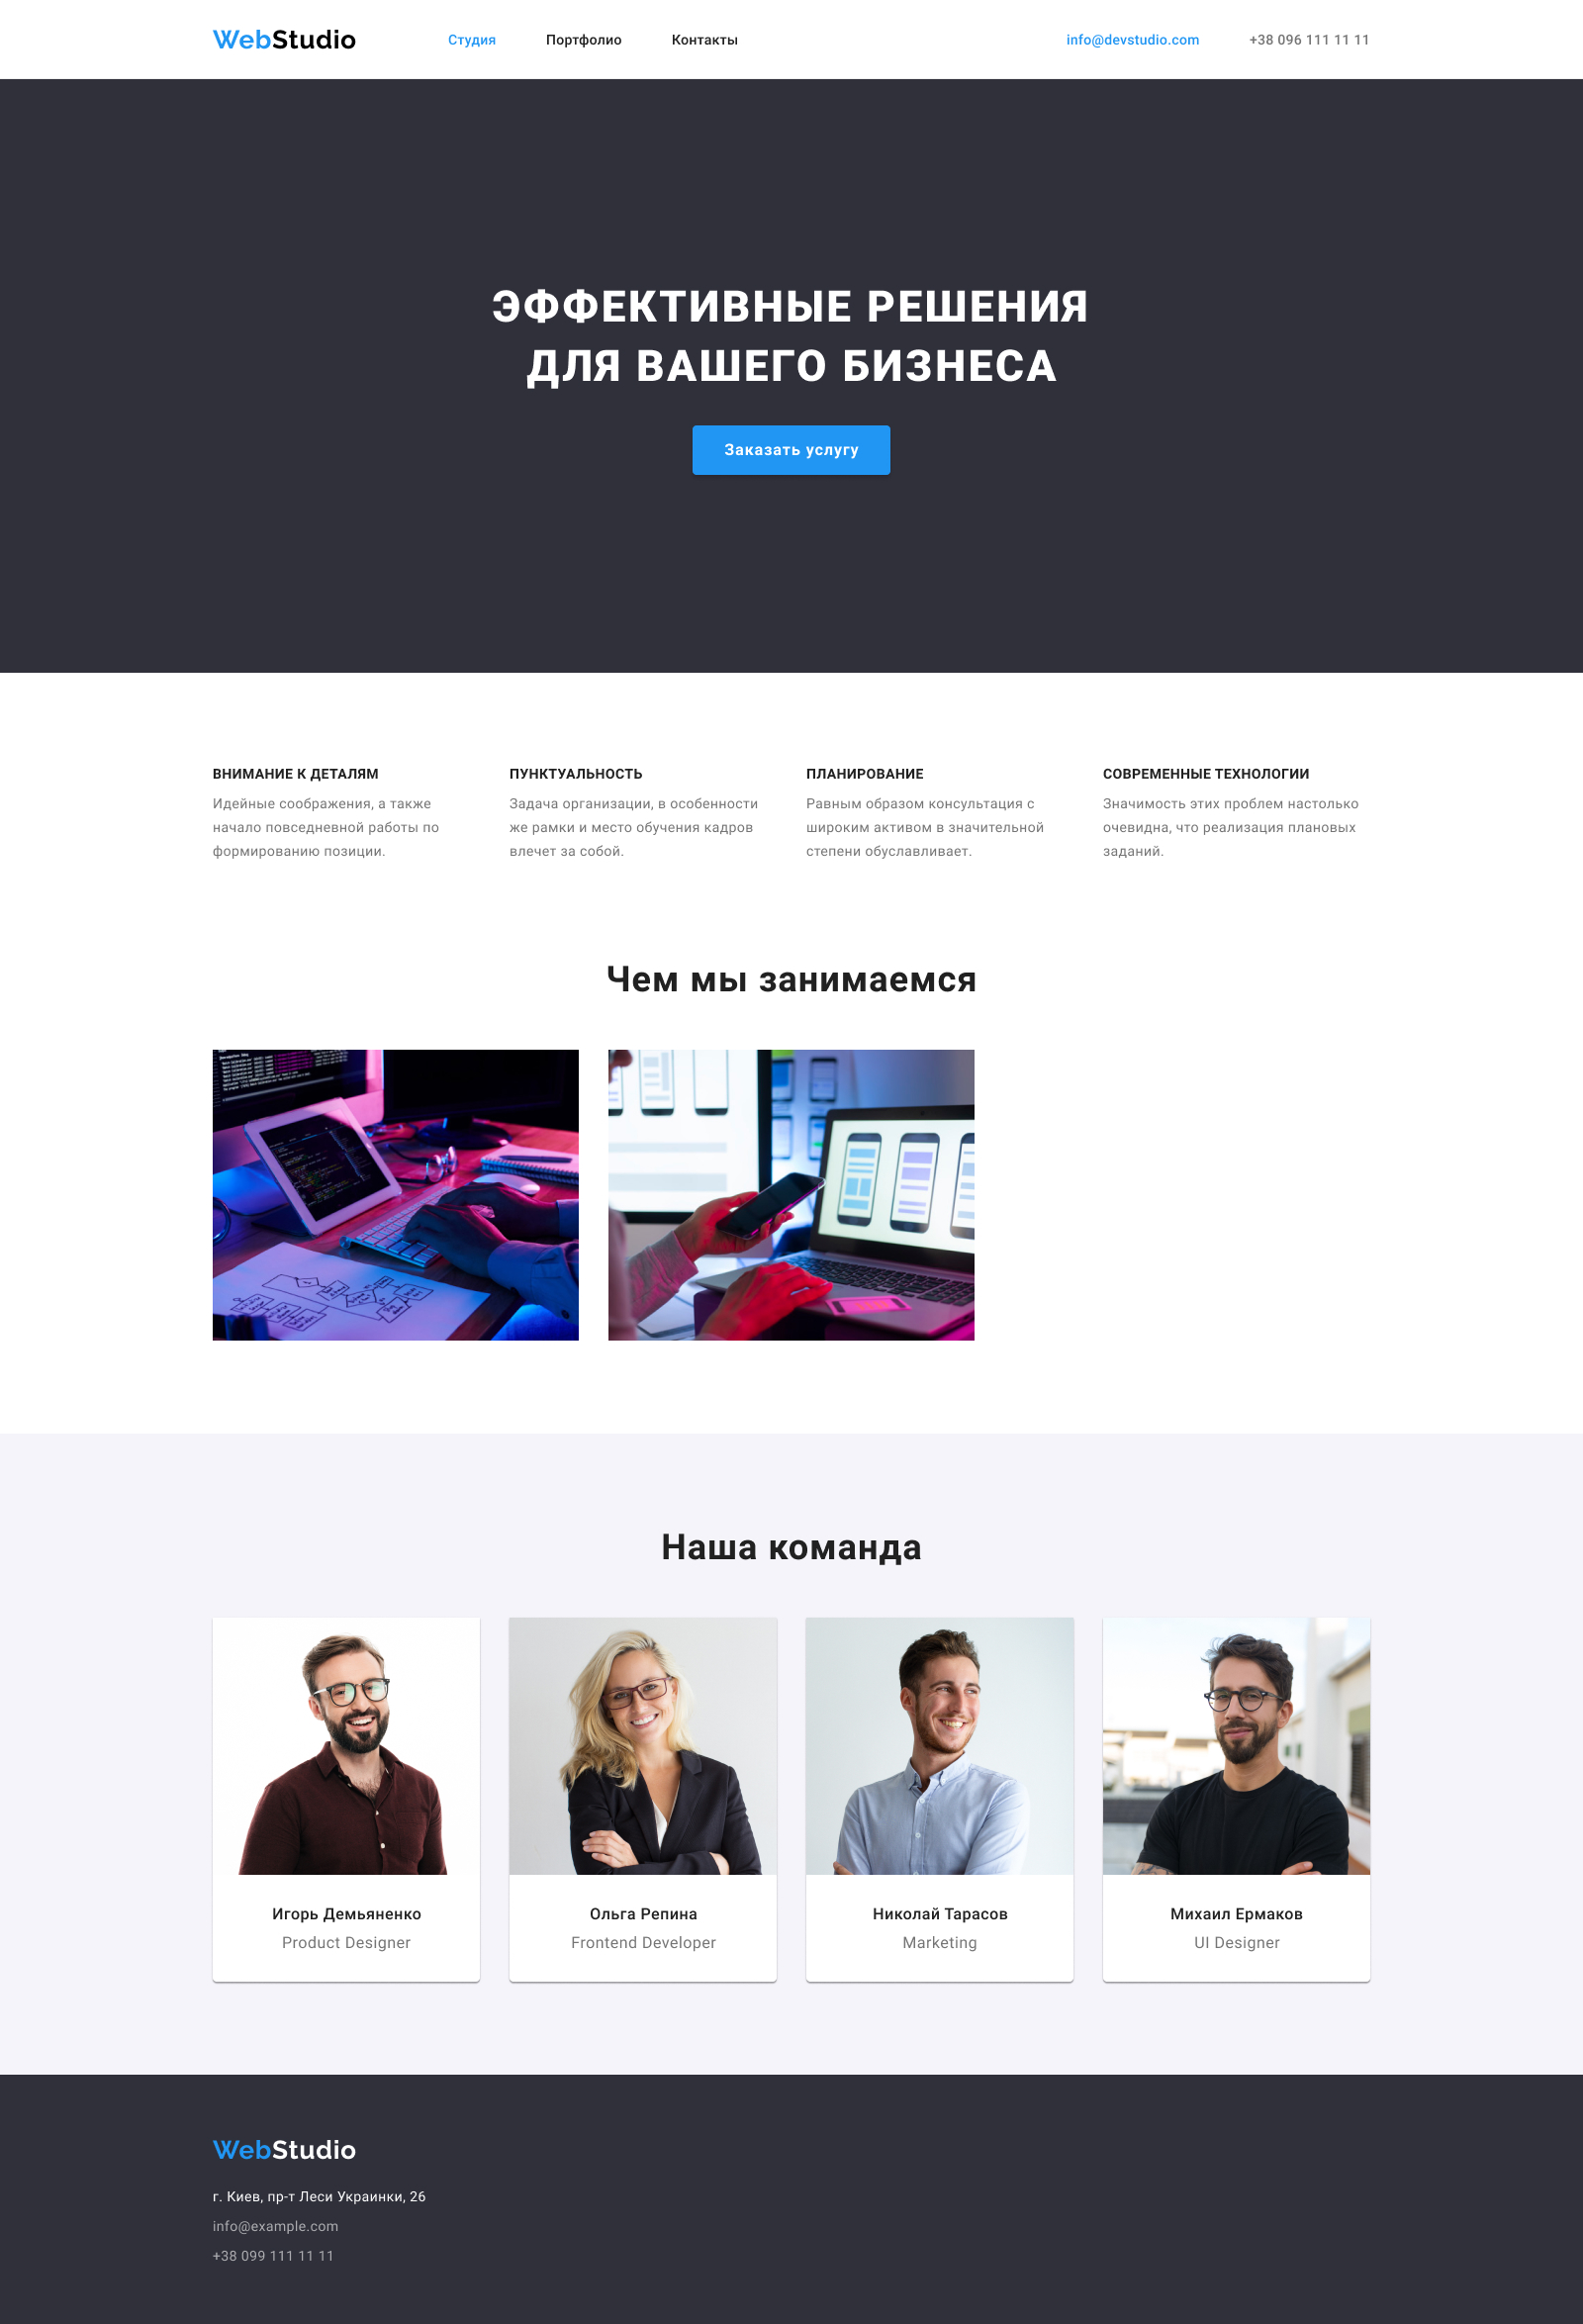 WebStudio Студия Портфолио Контакты info@devstudio.com +38 096 111 11 11
ЭФФЕКТИВНЫЕ РЕШЕНИЯ
ДЛЯ ВАШЕГО БИЗНЕСА
Заказать услугу
ВНИМАНИЕ К ДЕТАЛЯМ
Идейные соображения, а также
начало повседневной работы по
формированию позиции.
ПУНКТУАЛЬНОСТЬ
Задача организации, в особенности
же рамки и место обучения кадров
влечет за собой.
ПЛАНИРОВАНИЕ
Равным образом консультация с
широким активом в значительной
степени обуславливает.
СОВРЕМЕННЫЕ ТЕХНОЛОГИИ
Значимость этих проблем настолько
очевидна, что реализация плановых
заданий.
Чем мы занимаемся
Наша команда
Игорь Демьяненко
Product Designer
Ольга Репина
Frontend Developer
Николай Тарасов
Marketing
Михаил Ермаков
UI Designer
WebStudio
г. Киев, пр-т Леси Украинки, 26
info@example.com
+38 099 111 11 11